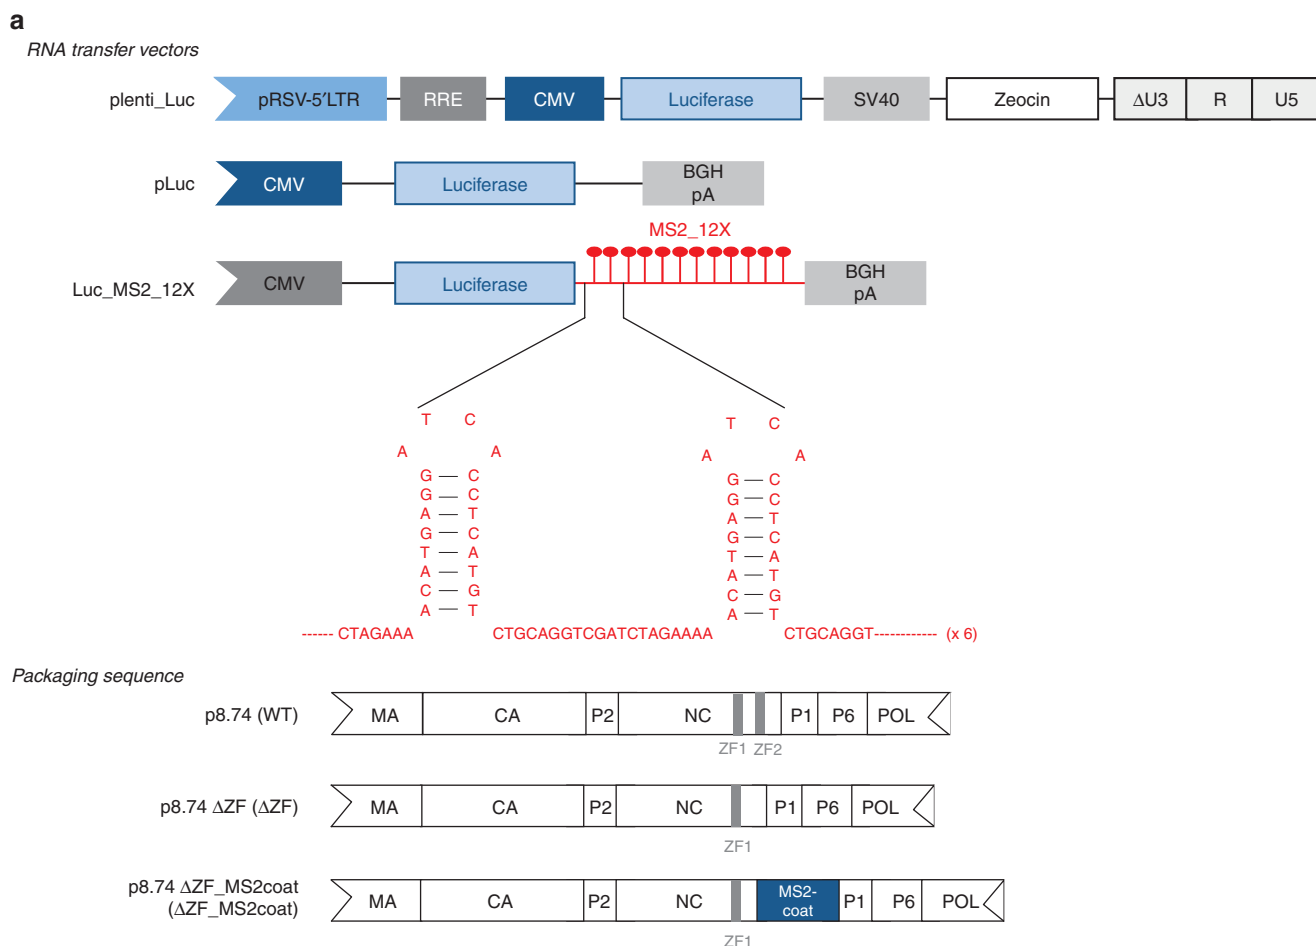 a
RNA transfer vectors
plenti_Luc pRSV-5′LTR RRE CMV Luciferase SV40 Zeocin ΔU3 R U5
pLuc CMV Luciferase BGH pA
MS2_12X
Luc_MS2_12X CMV Luciferase BGH pA
T C T C
A A A A
G C G C
G C G C
A T A T
G C G C
T A T A
A T A T
C G C G
A T A T
------ CTAGAAA CTGCAGGTCGATCTAGAAAA CTGCAGGT------------ (x 6)
Packaging sequence
p8.74 (WT) MA CA P2 NC P1 P6 POL
ZF1 ZF2
p8.74 ΔZF (ΔZF) MA CA P2 NC P1 P6 POL
ZF1
p8.74 ΔZF_MS2coat
(ΔZF_MS2coat) MA CA P2 NC MS2-coat P1 P6 POL
ZF1